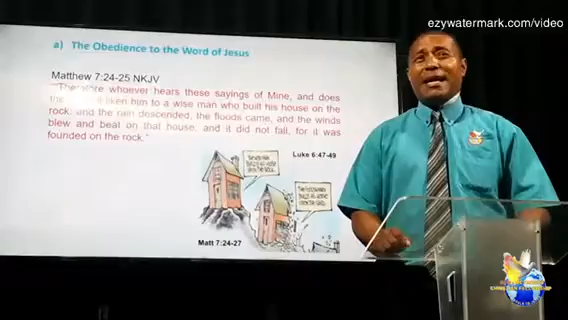 ezywatermark.com/video
a) The Obedience to the Word of Jesus
Matthew 7:24-25 NKJV
"Therefore whoever hears these sayings of Mine, and does
liken him to a wise man who built his house on the
rock: and the rain descended, the floods came, and the winds
blew and beat on that house; and it did not fall, for it was
founded on the rock."
Luke 6:47-49
Matt 7:24-27